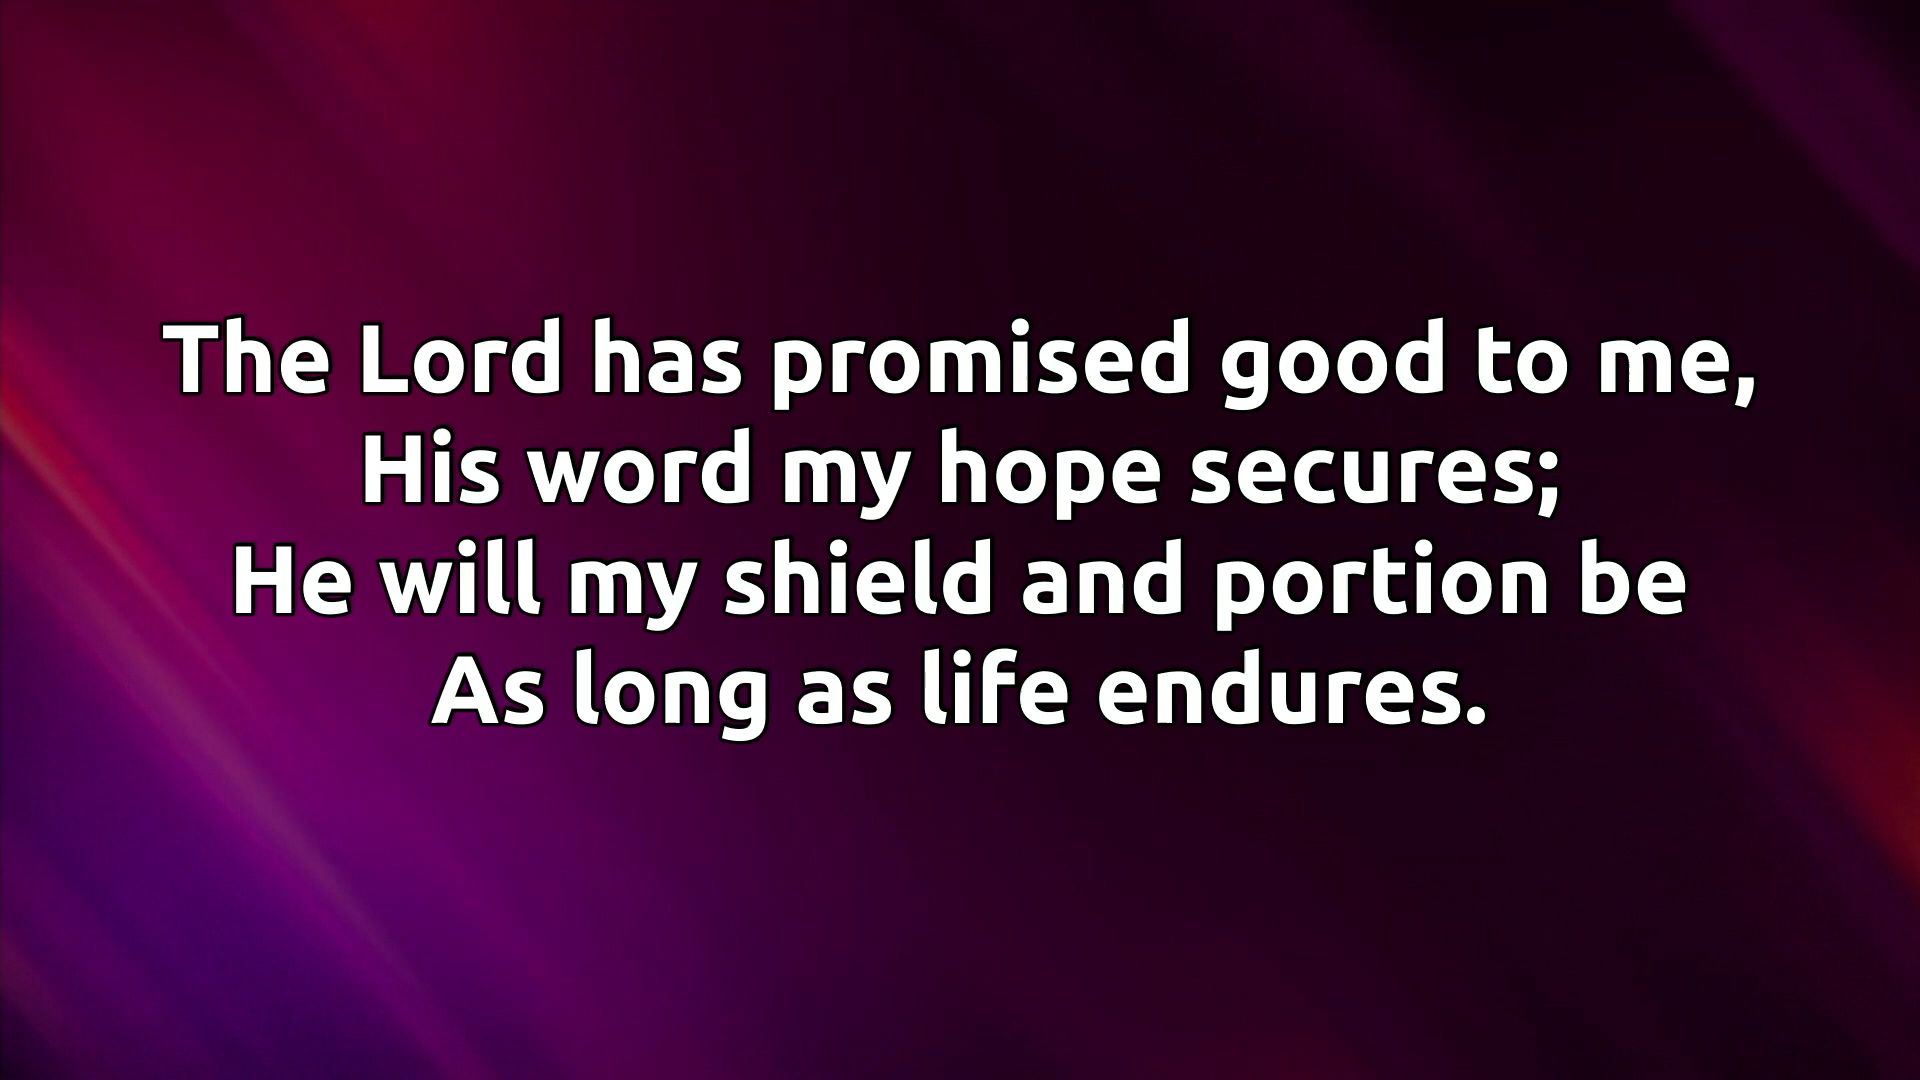 The Lord has promised good to me,
His word my hope secures;
He will my shield and portion be
As long as life endures.